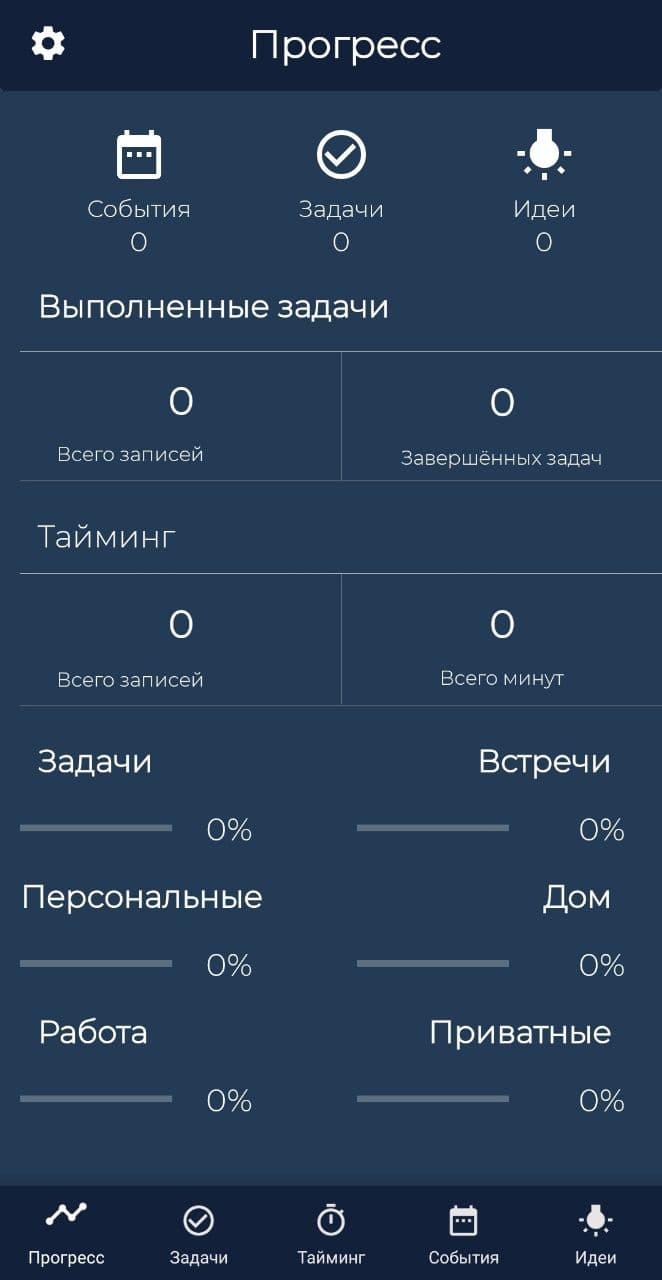 Прогресс
События Задачи Идеи
0 0 0
Выполненные задачи
0 0
Всего записей Завершённых задач
Тайминг
0 0
Всего записей Всего минут
Задачи Встречи
0% 0%
Персональные Дом
0% 0%
Работа Приватные
0% 0%
Прогресс Задачи Тайминг События Идеи